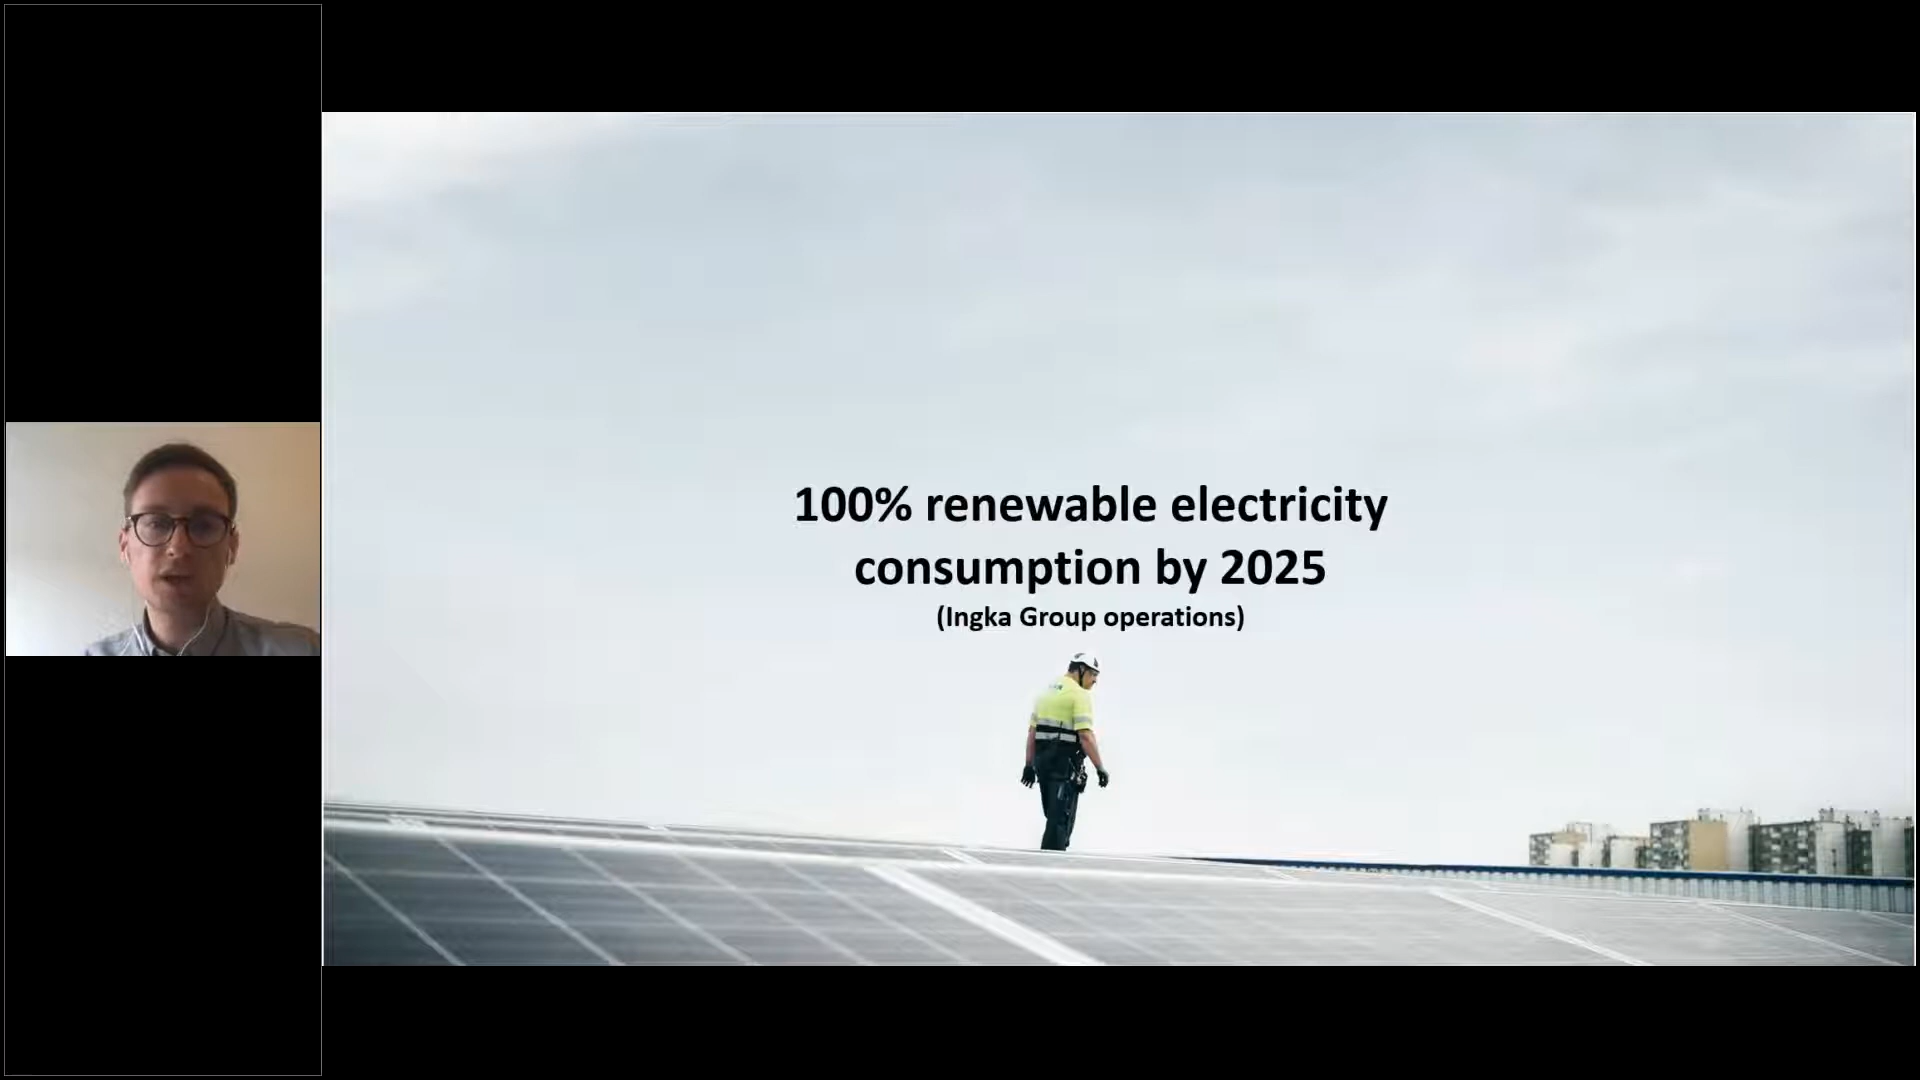 100% renewable electricity
consumption by 2025
(Ingka Group operations)